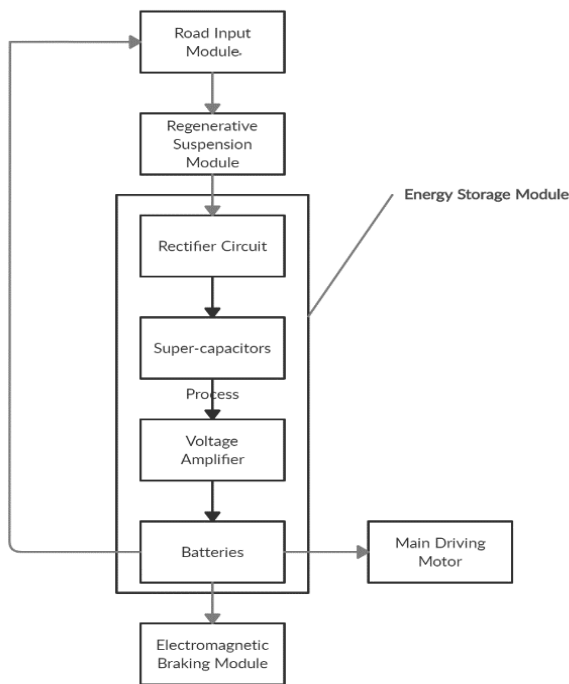 Road Input
Module.
Regenerative
Suspension
Module
Energy Storage Module
Rectifier Circuit
Super-capacitors
Process
Voltage
Amplifier
Batteries
Main Driving
Motor
Electromagnetic
Braking Module